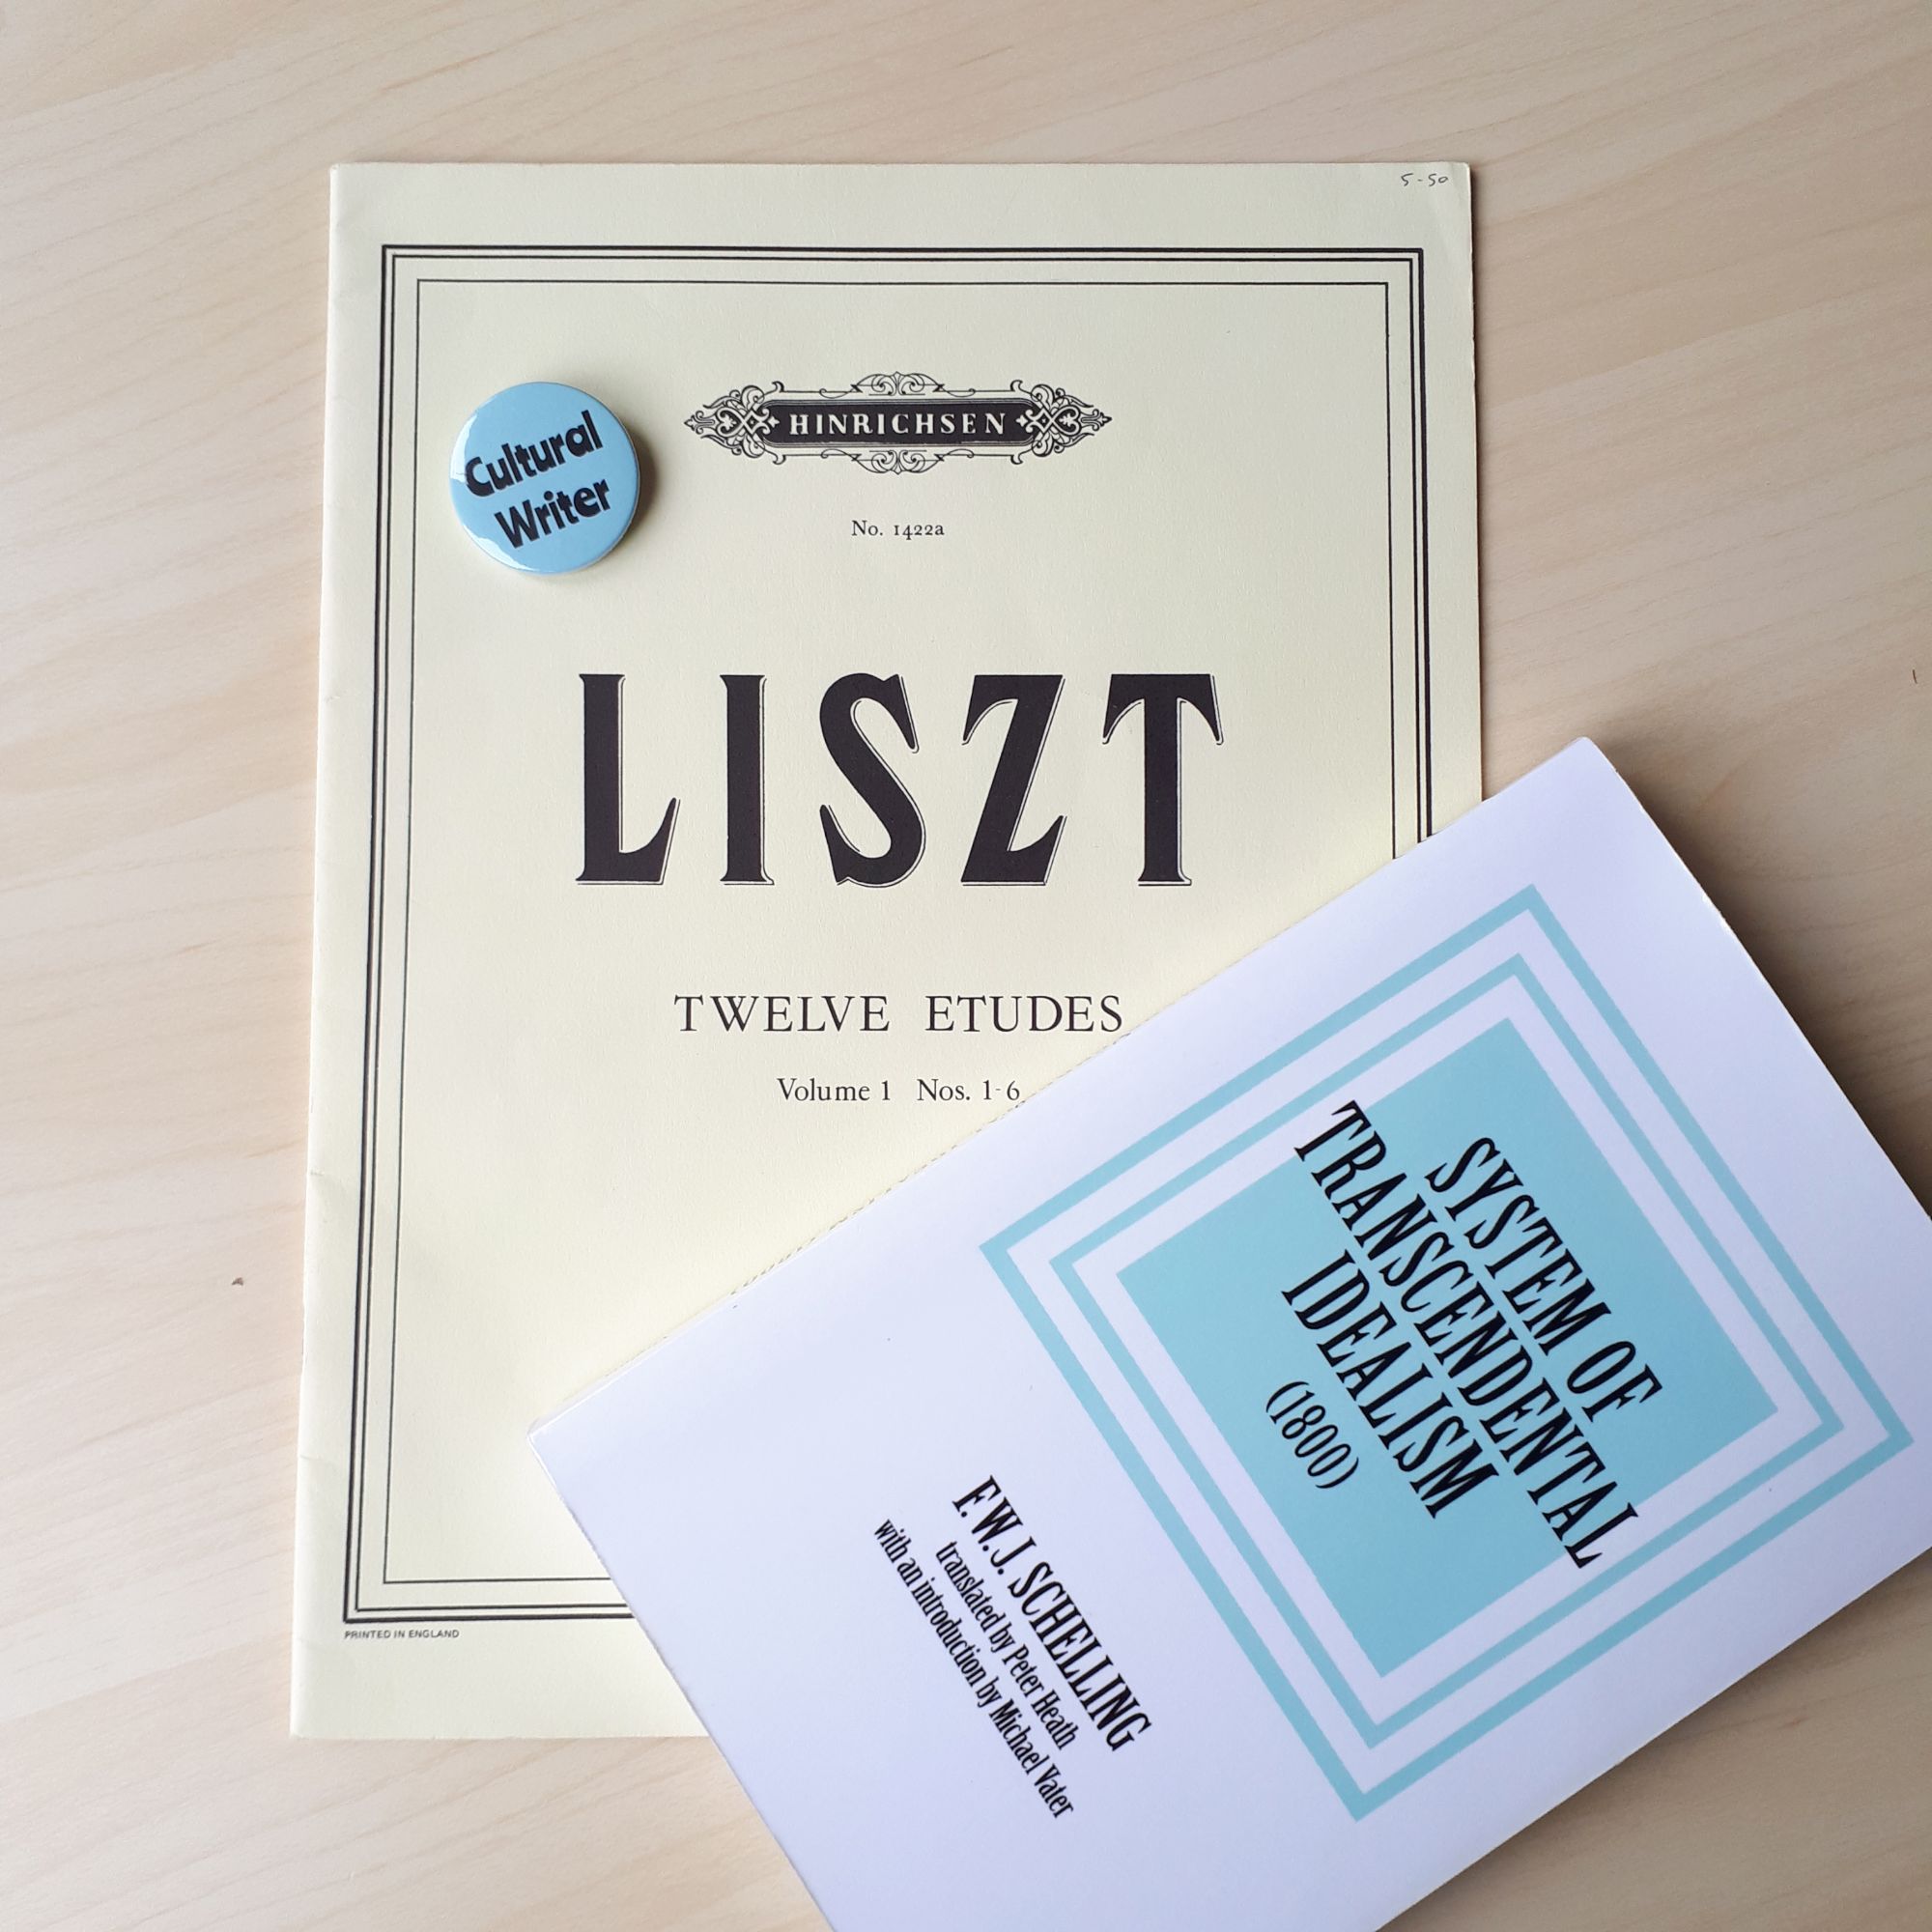 5-50
HINRICHSEN
Cultural
Writer
No. 1422a
LISZT
TWELVE ETUDES
Volume 1 Nos. 1-6
PRINTED IN ENGLAND
SYSTEM OF
TRANSCENDENTAL
IDEALISM
(1800)
F.W.J. SCHELLING
translated by Peter Heath
with an introduction by Michael Vater